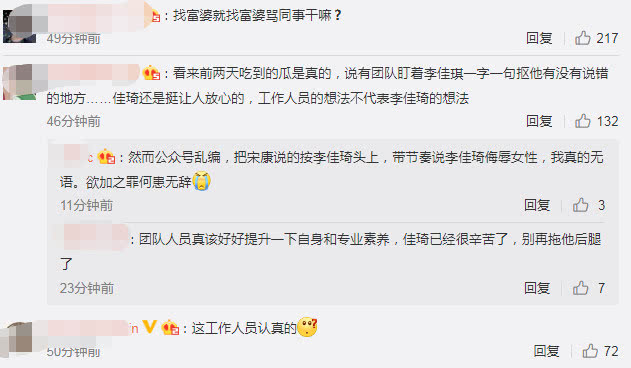 ：找富婆就找富婆骂同事干嘛？
49分钟前 回复 217
：看来前两天吃到的瓜是真的，说有团队盯着李佳琪一字一句抠他有没有说错
的地方……佳琦还是挺让人放心的，工作人员的想法不代表李佳琦的想法
46分钟前 回复 132
：然而公众号乱编，把宋康说的按李佳琦头上，带节奏说李佳琦侮辱女性，我真的无
语。欲加之罪何患无辞
11分钟前 回复 3
：团队人员真该好好提升一下自身和专业素养，佳琦已经很辛苦了，别再拖他后腿
了
23分钟前 回复 7
in ：这工作人员认真的
50分钟前 回复 72